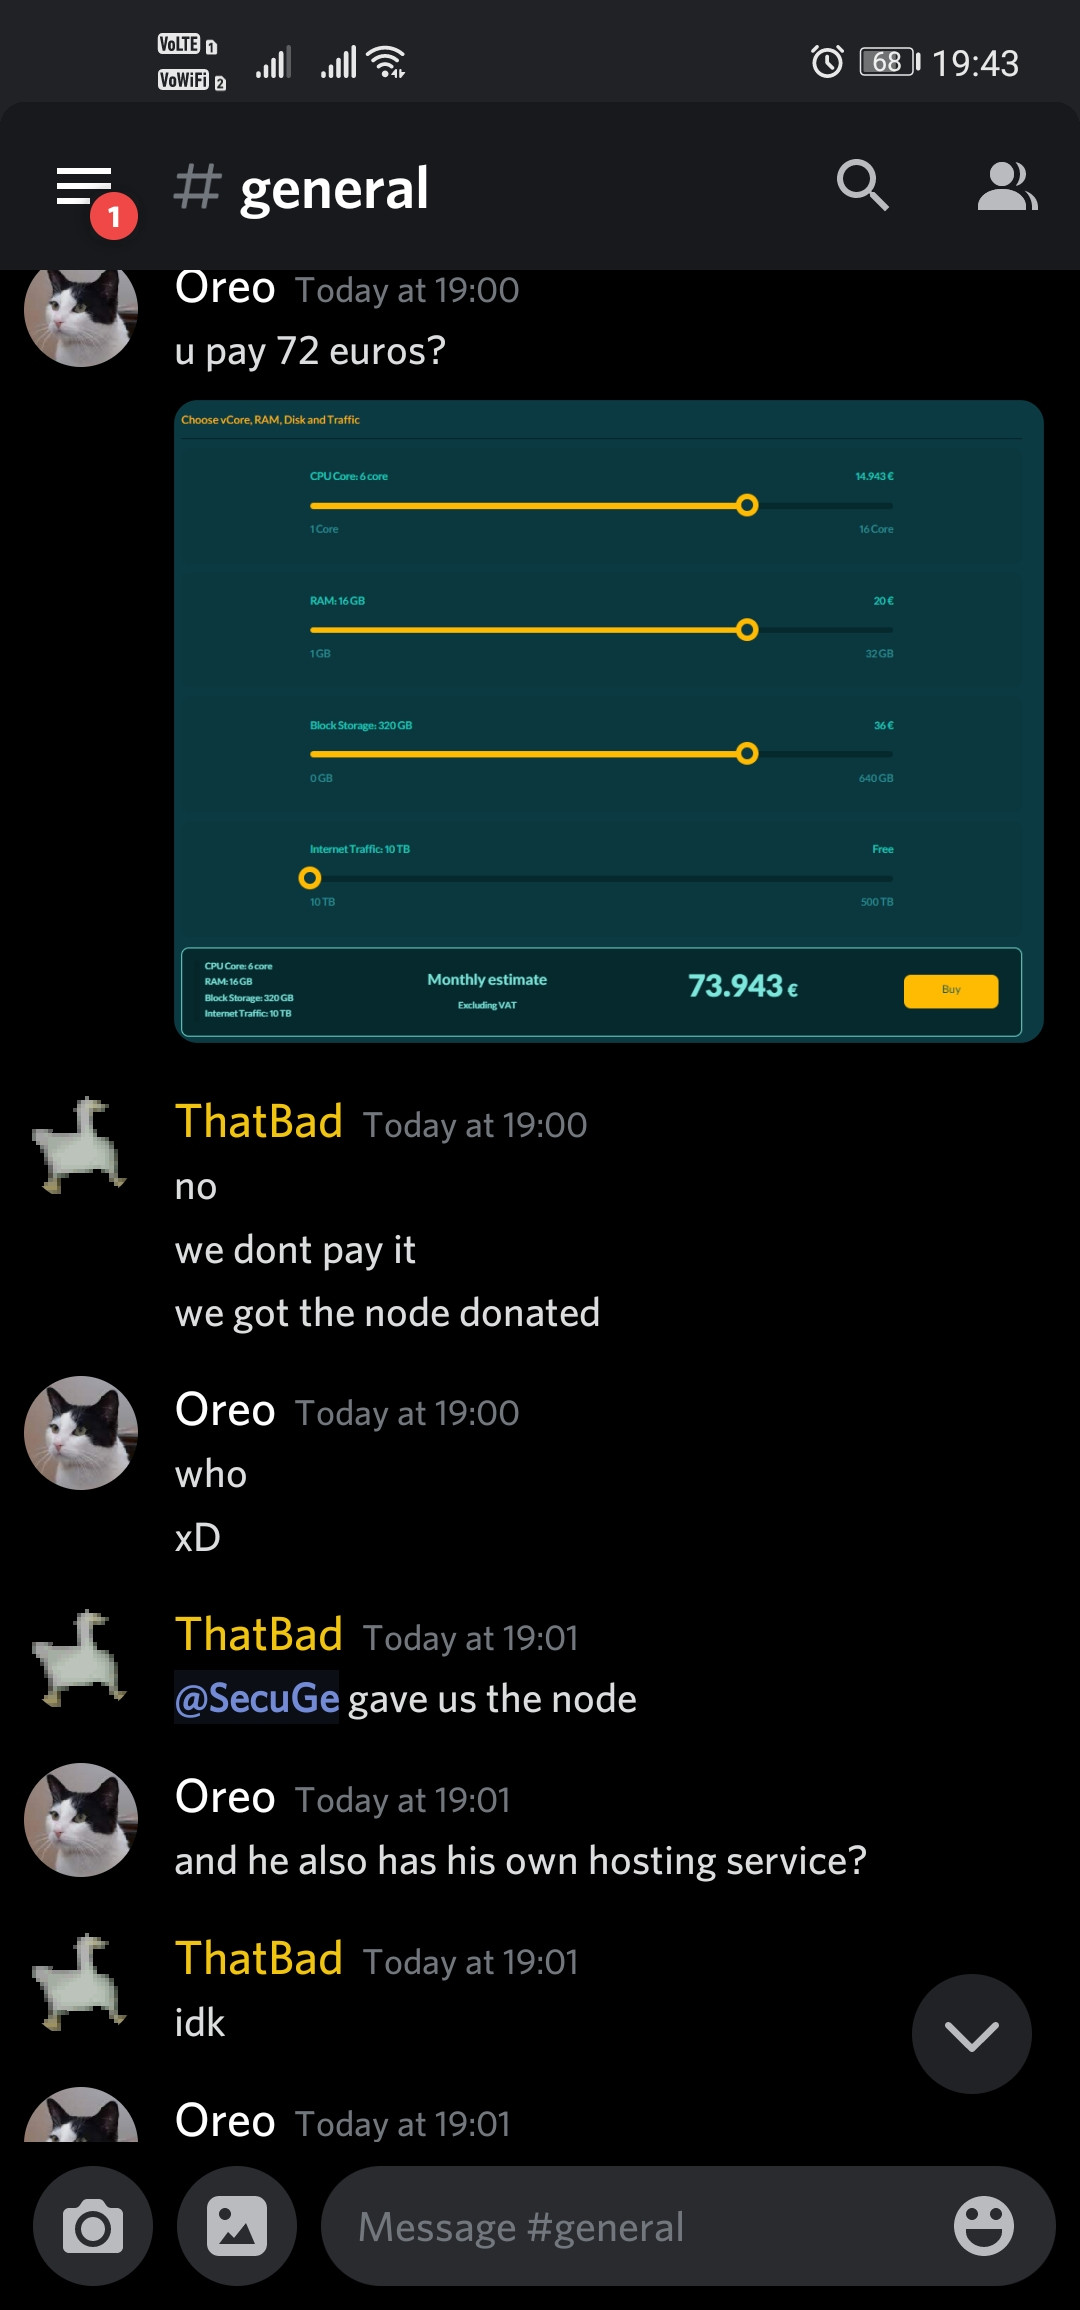 VoLTE 1
VoWiFi 2
68 19:43
1
# general
Oreo Today at 19:00
u pay 72 euros?
Choose vCore, RAM, Disk and Traffic
CPU Core: 6 core 14.943 €
1 Core 16 Core
RAM: 16 GB 20 €
1 GB 32 GB
Block Storage: 320 GB 36 €
0 GB 640 GB
Internet Traffic: 10 TB Free
10 TB 500 TB
CPU Core: 6 core
RAM: 16 GB
Block Storage: 320 GB
Internet Traffic: 10 TB
Monthly estimate
Excluding VAT
73.943 €
Buy
ThatBad Today at 19:00
no
we dont pay it
we got the node donated
Oreo Today at 19:00
who
xD
ThatBad Today at 19:01
@SecuGe gave us the node
Oreo Today at 19:01
and he also has his own hosting service?
ThatBad Today at 19:01
idk
Oreo Today at 19:01
Message #general